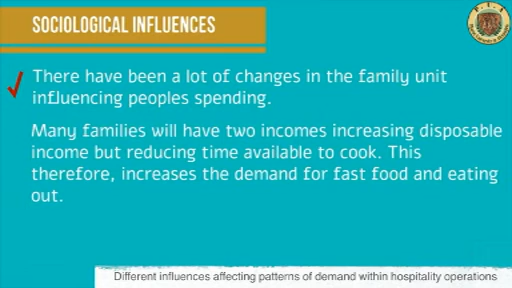 SOCIOLOGICAL INFLUENCES
There have been a lot of changes in the family unit
influencing peoples spending.
Many families will have two incomes increasing disposable
income but reducing time available to cook. This
therefore, increases the demand for fast food and eating
out.
Different influences affecting patterns of demand within hospitality operations